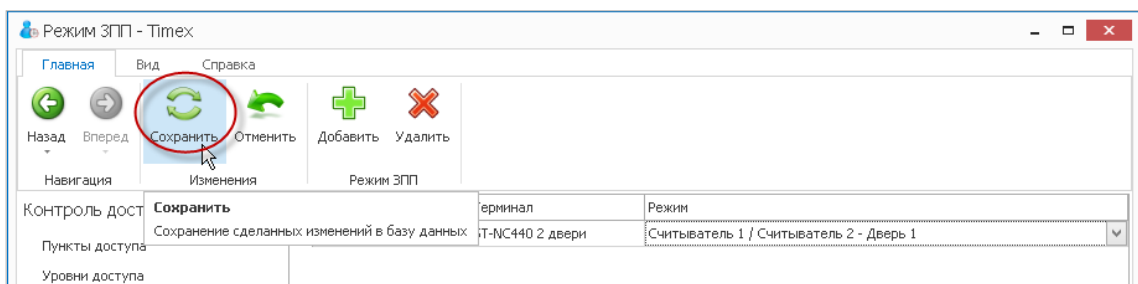 Режим ЗПП - Timex
Главная Вид Справка
Назад Вперед Сохранить Отменить Добавить Удалить
Навигация Изменения Режим ЗПП
Контроль дост Сохранить ерминал Режим
Сохранение сделанных изменений в базу данных ST-NC440 2 двери Считыватель 1 / Считыватель 2 - Дверь 1
Пункты доступа
Уровни доступа